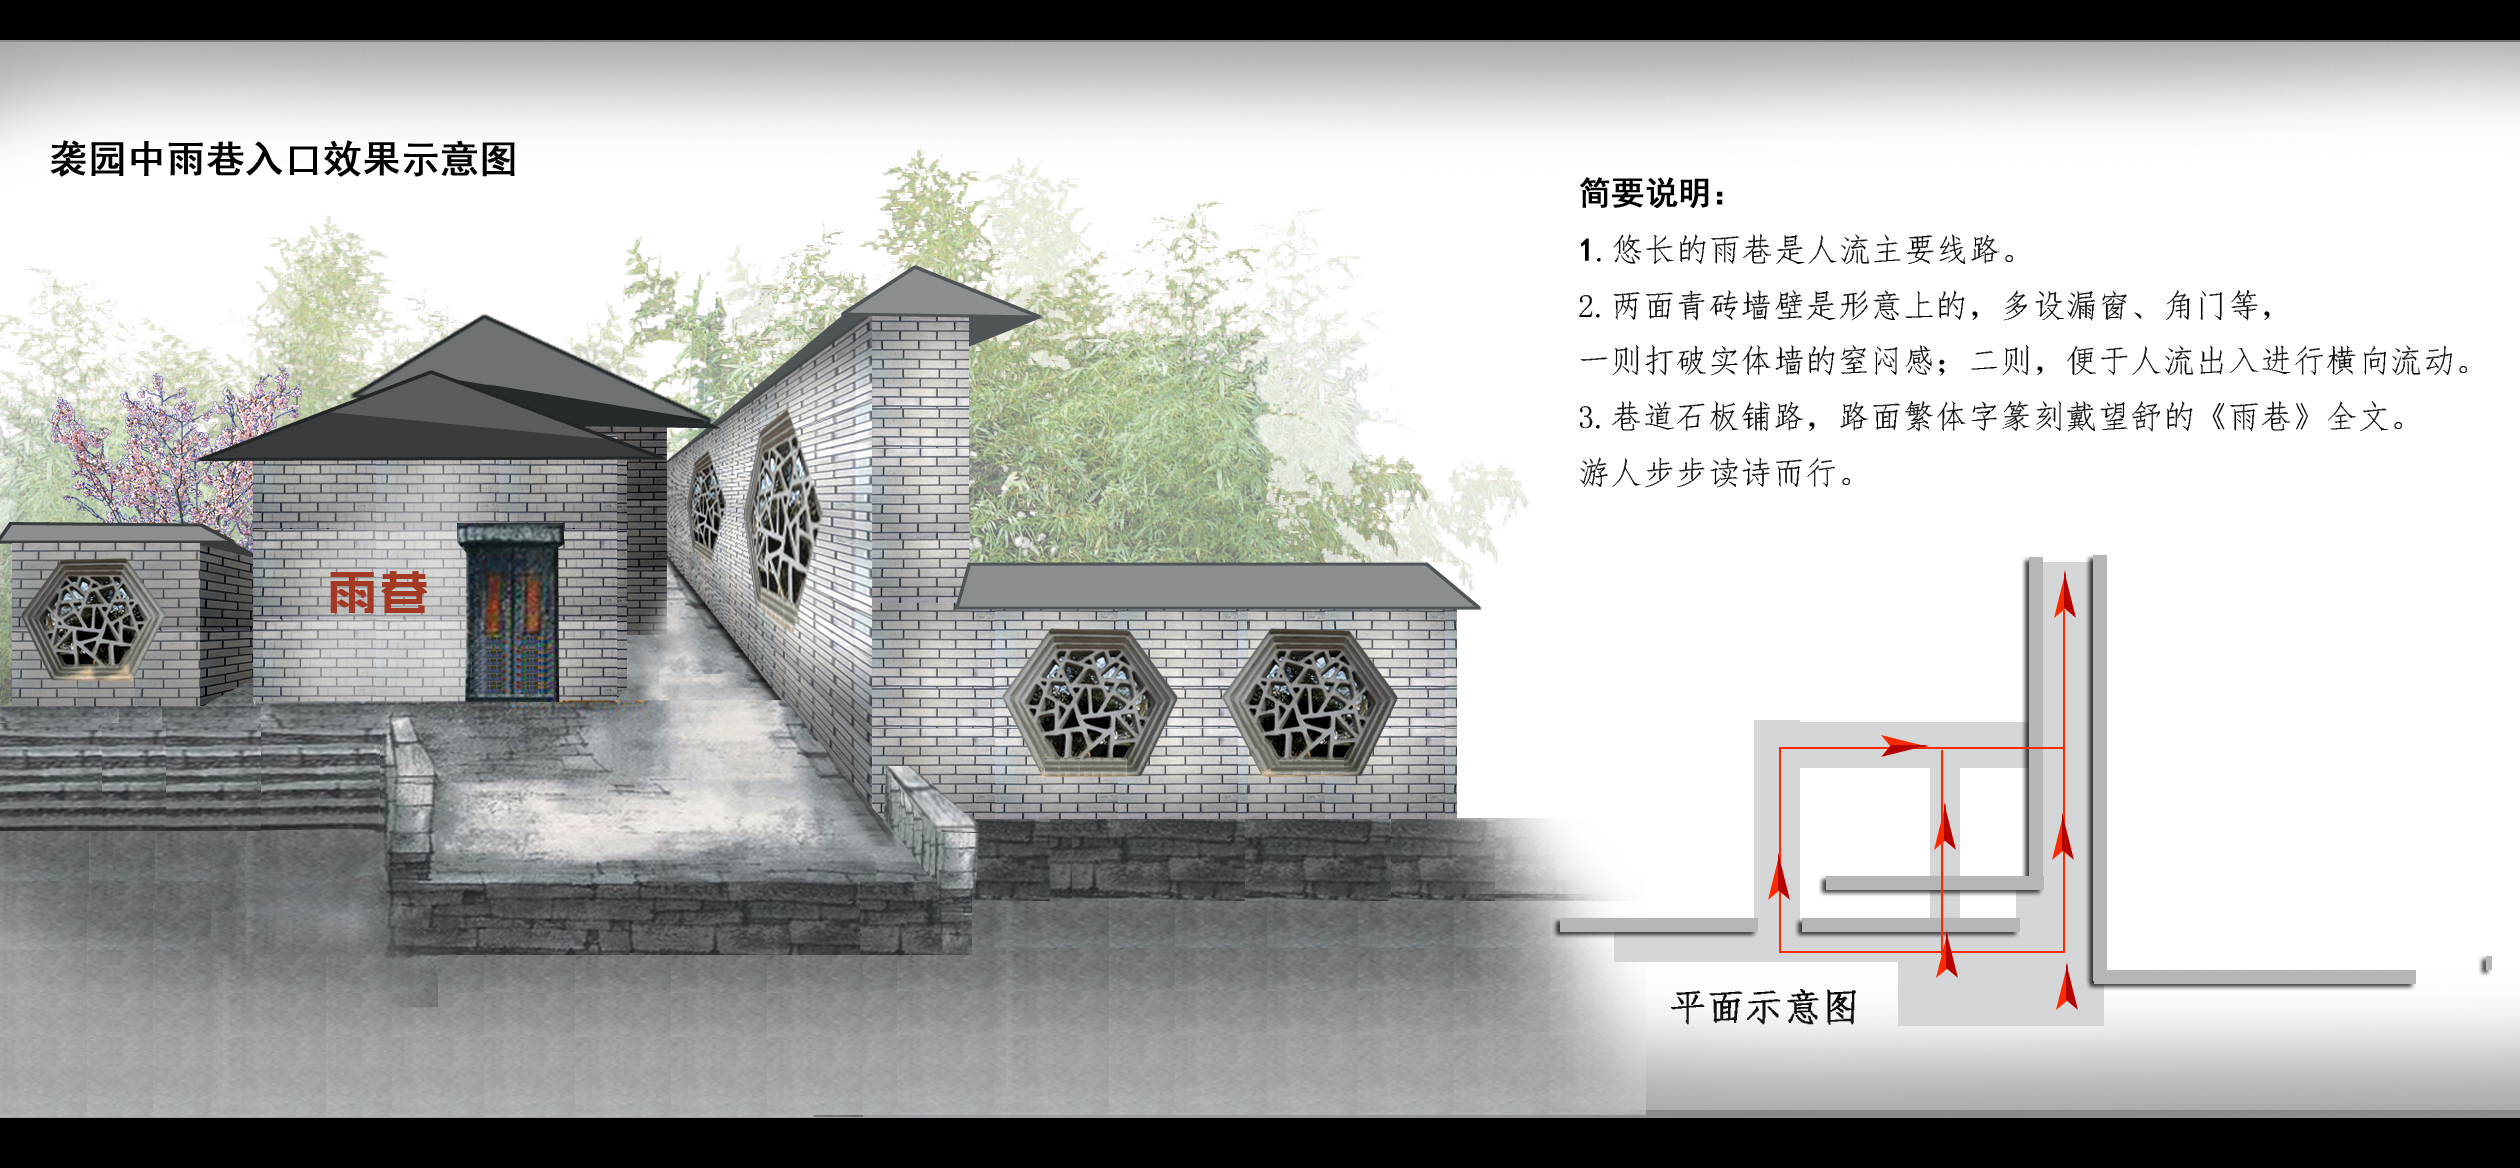 袭园中雨巷入口效果示意图
雨巷
简要说明：
1. 悠长的雨巷是人流主要线路。
2. 两面青砖墙壁是形意上的，多设漏窗、角门等，
一则打破实体墙的窒闷感；二则，便于人流出入进行横向流动。
3. 巷道石板铺路，路面繁体字篆刻戴望舒的《雨巷》全文。
游人步步读诗而行。
平面示意图